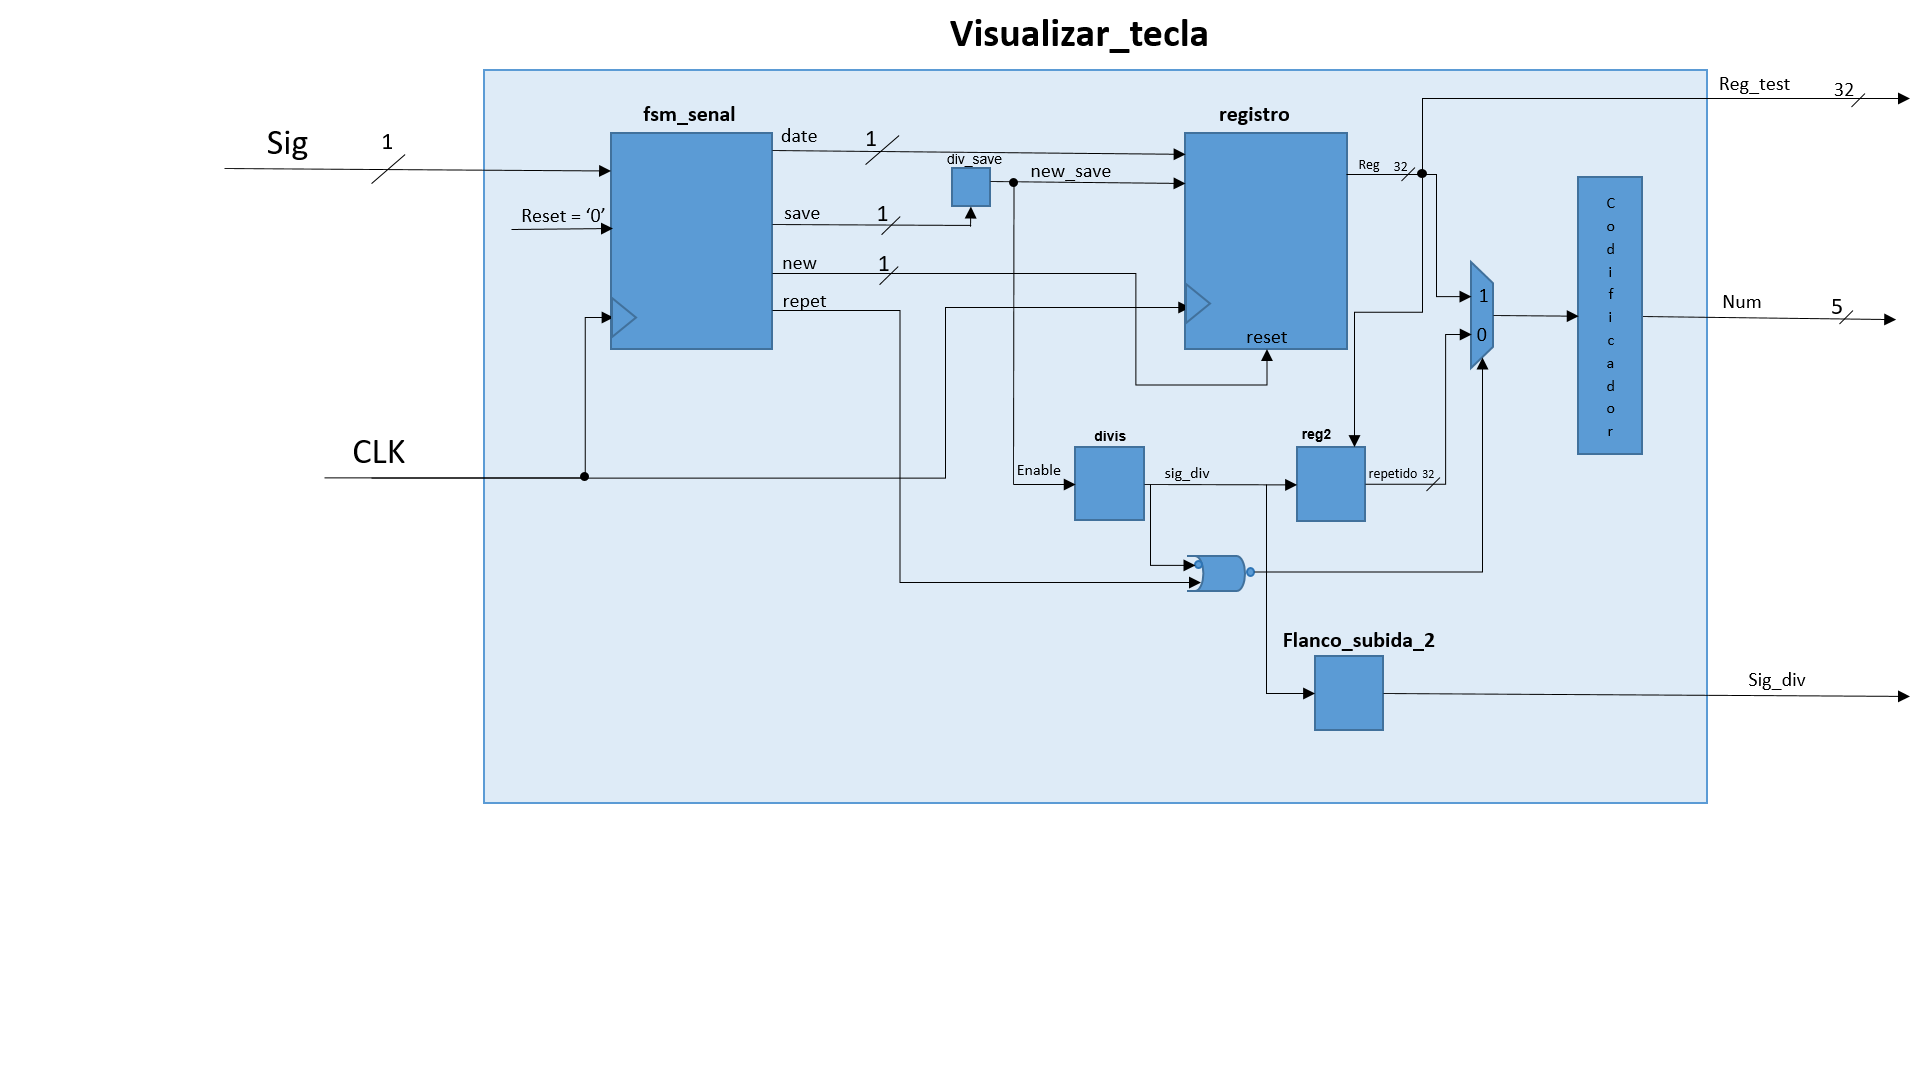 Visualizar_tecla
Reg_test
32
fsm_senal
registro
Sig
1
date
1
div_save
new_save
Reg
32
Reset = ‘0’
save
1
new
1
repet
reset
1
0
Codificador
Num
5
CLK
divis
reg2
Enable
sig_div
repetido 32
Flanco_subida_2
Sig_div